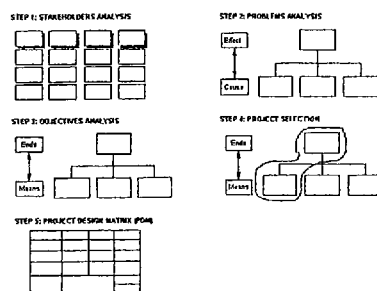 STEP 1: STAKEHOLDERS ANALYSIS
STEP 2: PROBLEMS ANALYSIS
Effect
Cause
STEP 3: OBJECTIVES ANALYSIS
Ends
Means
STEP 4: PROJECT SELECTION
Ends
Means
STEP 5: PROJECT DESIGN MATRIX (PDM)